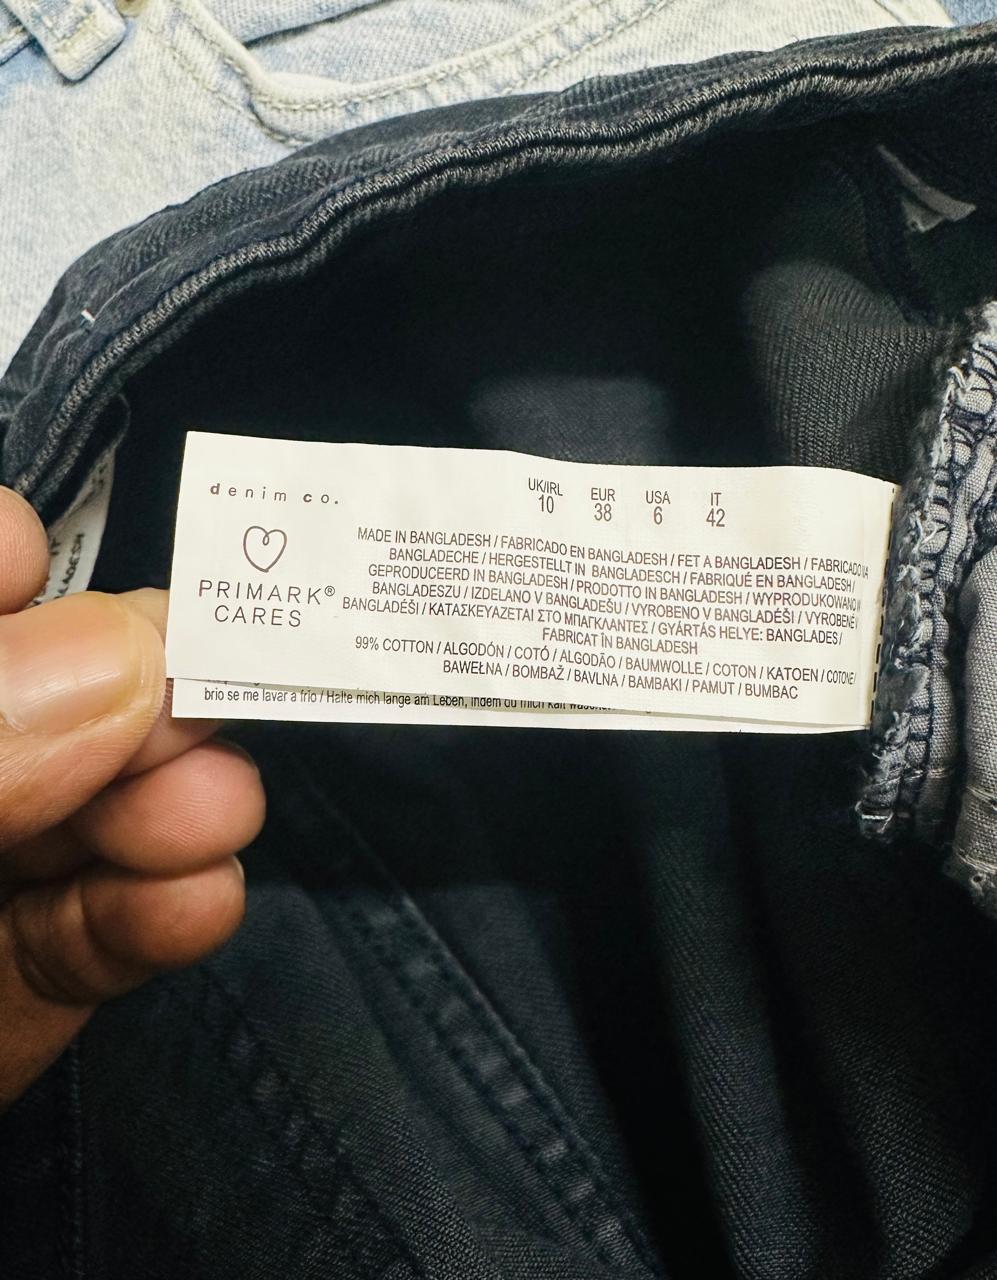 denim co.
PRIMARK®
CARES
UK/IRL EUR USA IT
10 38 6 42
MADE IN BANGLADESH / FABRICADO EN BANGLADESH / FET A BANGLADESH / FABRICADO
BANGLADECHE / HERGESTELLT IN BANGLADESCH / FABRIQUÉ EN BANGLADESH /
GEPRODUCEERD IN BANGLADESH / PRODOTTO IN BANGLADESH / WYPRODUKOWANO
BANGLADESZU / IZDELANO V BANGLADEŠU / VYROBENO V BANGLADÉŠI / VYROBENÉ
BANGLADÉŠI / ΚΑΤΑΣΚΕΥΑΖΕΤΑΙ ΣΤΟ ΜΠΑΓΚΛΑΝΤΕΣ / GYÁRTÁS HELYE: BANGLADES /
FABRICAT ÎN BANGLADESH
99% COTTON / ALGODÓN / COTÓ / ALGODÃO / BAUMWOLLE / COTON / KATOEN / COTONE /
BAWEŁNA / BOMBAŽ / BAVLNA / BAMBAKI / PAMUT / BUMBAC
brio se me lavar a frio / Halte mich lange am Leben, indem du mich kalt